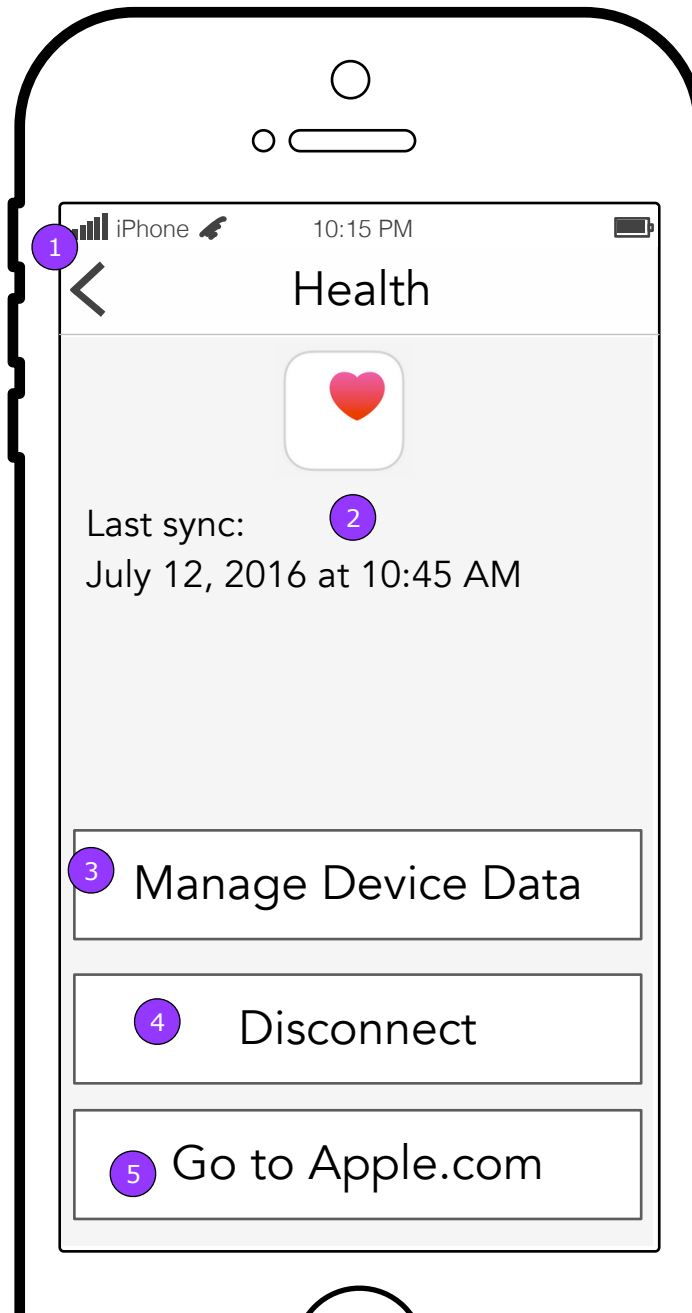 iPhone 10:15 PM
1
Health
2
Last sync:
July 12, 2016 at 10:45 AM
3 Manage Device Data
4 Disconnect
5 Go to Apple.com